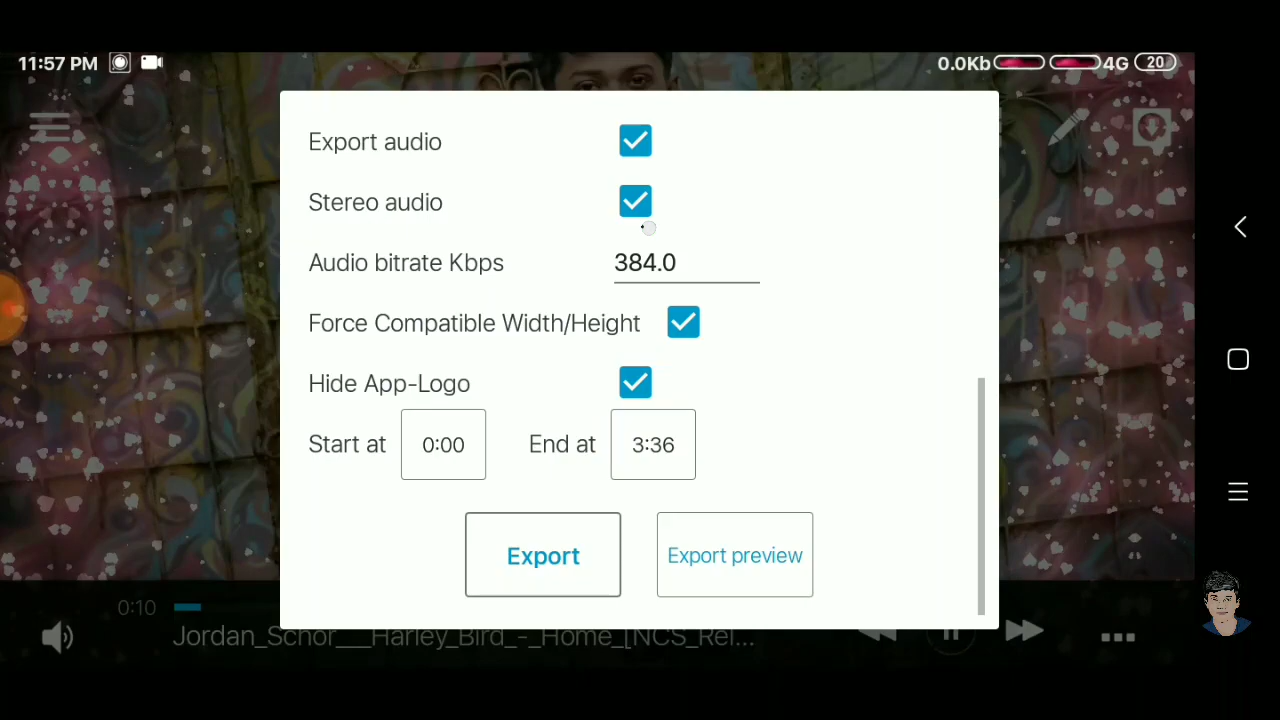 11:57 PM 0.0Kb 4G 20
Export audio
Stereo audio
Audio bitrate Kbps 384.0
Force Compatible Width/Height
Hide App-Logo
Start at 0:00 End at 3:36
Export Export preview
0:10
Jordan_Schor___Harley_Bird_-_Home_[NCS_Rel...